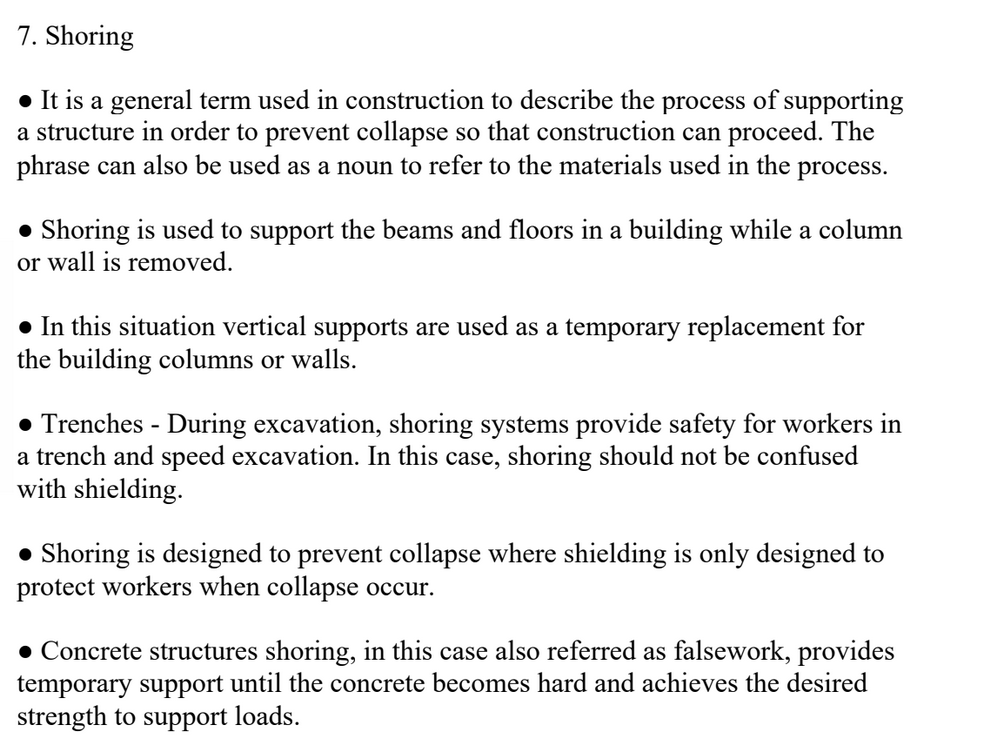 7. Shoring
● It is a general term used in construction to describe the process of supporting
a structure in order to prevent collapse so that construction can proceed. The
phrase can also be used as a noun to refer to the materials used in the process.
● Shoring is used to support the beams and floors in a building while a column
or wall is removed.
● In this situation vertical supports are used as a temporary replacement for
the building columns or walls.
● Trenches - During excavation, shoring systems provide safety for workers in
a trench and speed excavation. In this case, shoring should not be confused
with shielding.
● Shoring is designed to prevent collapse where shielding is only designed to
protect workers when collapse occur.
● Concrete structures shoring, in this case also referred as falsework, provides
temporary support until the concrete becomes hard and achieves the desired
strength to support loads.